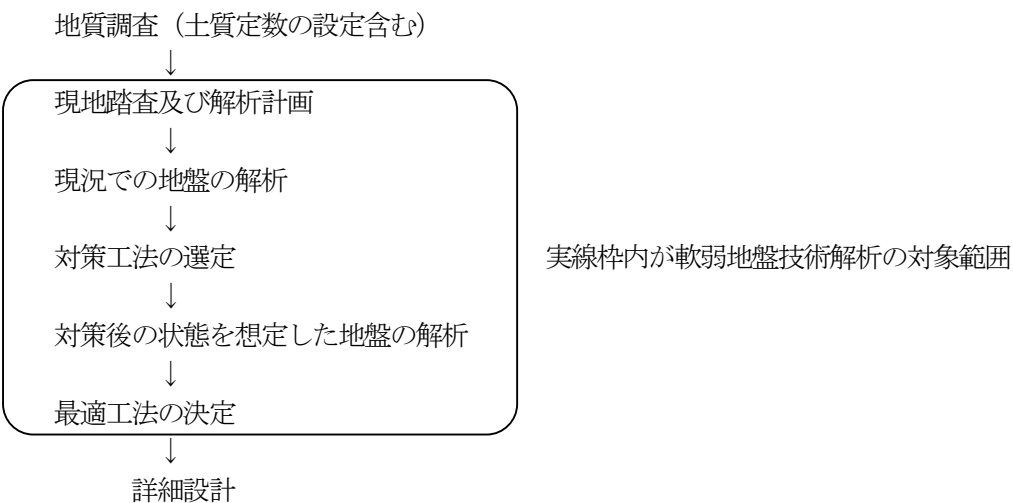 地質調査（土質定数の設定含む）
↓
現地踏査及び解析計画
↓
現況での地盤の解析
↓
対策工法の選定
実線枠内が軟弱地盤技術解析の対象範囲
↓
対策後の状態を想定した地盤の解析
↓
最適工法の決定
↓
詳細設計